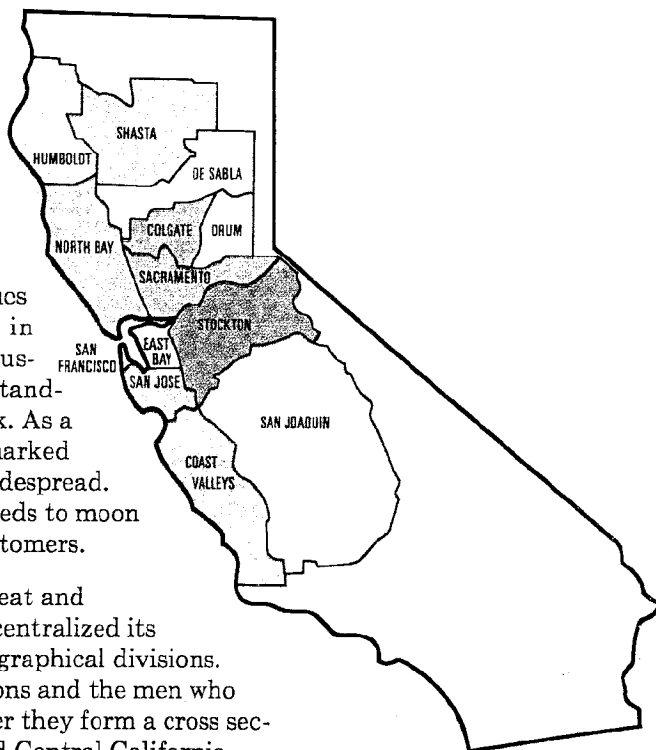 SHASTA
HUMBOLDT
DE SABLA
COLGATE
DRUM
NORTH BAY
SACRAMENTO
STOCKTON
EAST
BAY
SAN
FRANCISCO
SAN JOSE
SAN JOAQUIN
COAST
VALLEYS
ucs
in
us-
tand-
k. As a
arked
despread.
eds to moon
tomers.
eat and
centralized its
graphical divisions.
ons and the men who
er they form a cross sec-
d Central California